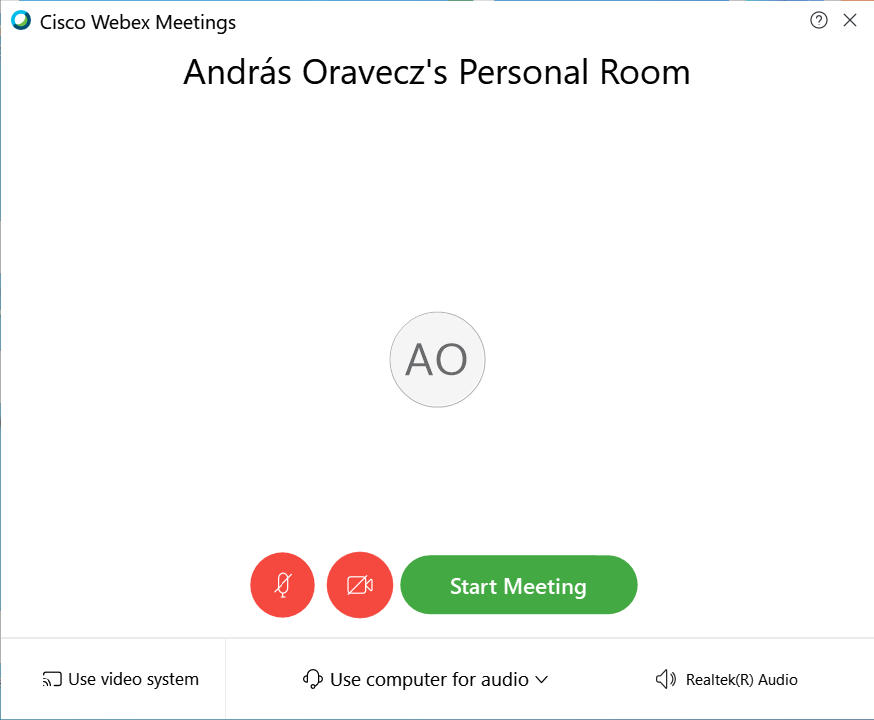 Cisco Webex Meetings
András Oravecz's Personal Room
AO
Start Meeting
Use video system
Use computer for audio
Realtek(R) Audio